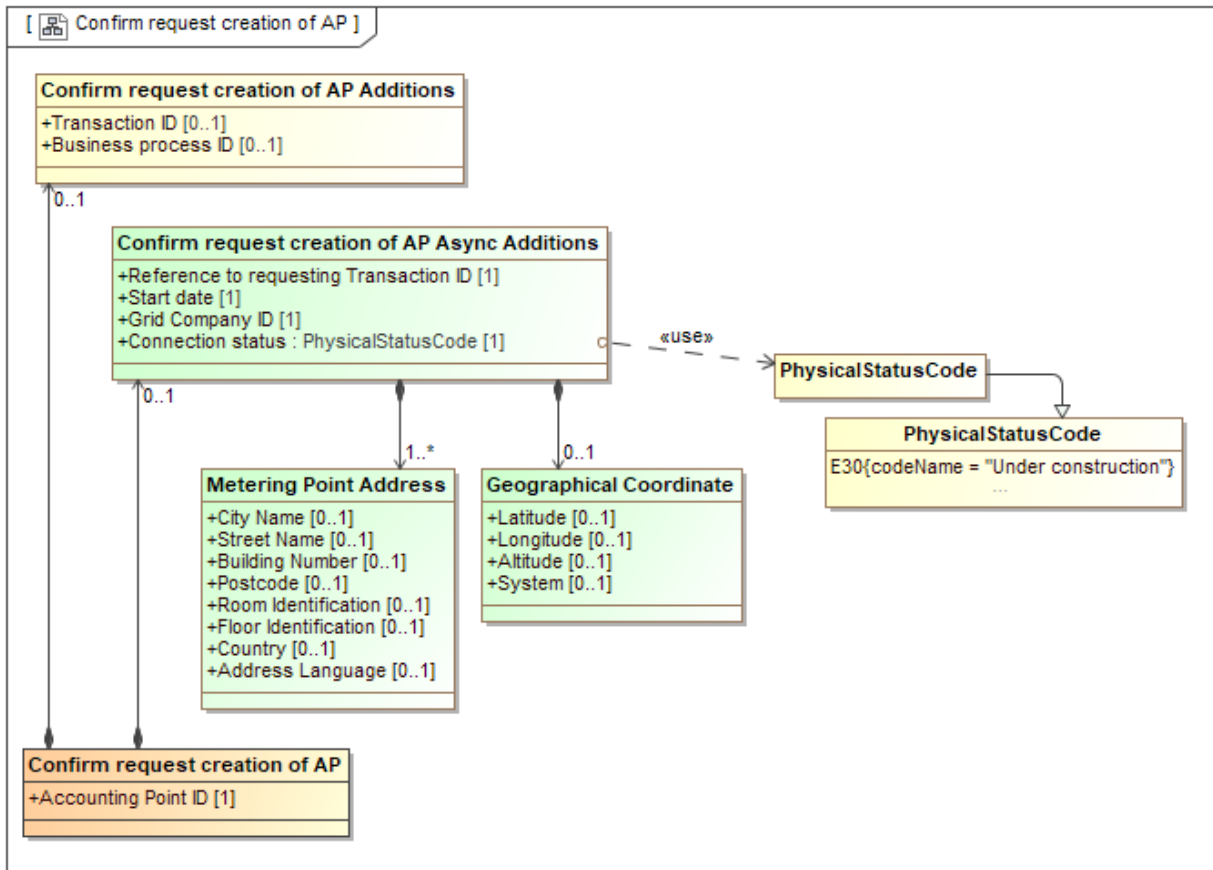 [ Confirm request creation of AP ]
Confirm request creation of AP Additions
+Transaction ID [0..1]
+Business process ID [0..1]
0..1
Confirm request creation of AP Async Additions
+Reference to requesting Transaction ID [1]
+Start date [1]
+Grid Company ID [1]
+Connection status : PhysicalStatusCode [1]
«use»
PhysicalStatusCode
PhysicalStatusCode
E30{codeName = "Under construction"}
...
0..1
1..*
0..1
Metering Point Address
+City Name [0..1]
+Street Name [0..1]
+Building Number [0..1]
+Postcode [0..1]
+Room Identification [0..1]
+Floor Identification [0..1]
+Country [0..1]
+Address Language [0..1]
Geographical Coordinate
+Latitude [0..1]
+Longitude [0..1]
+Altitude [0..1]
+System [0..1]
Confirm request creation of AP
+Accounting Point ID [1]